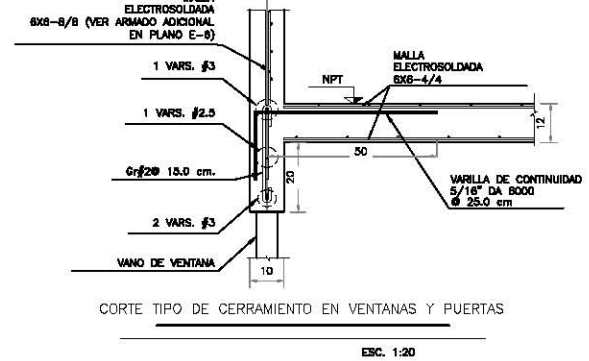 ELECTROSOLDADA
6X6-8/8 (VER ARMADO ADICIONAL
EN PLANO E-6)
1 VARS. #3
1 VARS. #2.5
Gr#2@ 15.0 cm.
2 VARS. #3
VANO DE VENTANA
NPT
MALLA
ELECTROSOLDADA
6X6-4/4
12
50
20
VARILLA DE CONTINUIDAD
5/16" DA 6000
@ 25.0 cm
10
CORTE TIPO DE CERRAMIENTO EN VENTANAS Y PUERTAS
ESC. 1:20